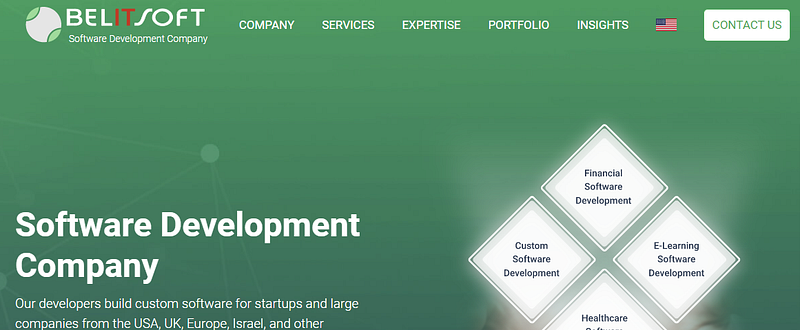 BELITSOFT
Software Development Company
COMPANY
SERVICES
EXPERTISE
PORTFOLIO
INSIGHTS
CONTACT US
Software Development
Company
Our developers build custom software for startups and large
companies from the USA, UK, Europe, Israel, and other
Financial
Software
Development
Custom
Software
Development
E-Learning
Software
Development
Healthcare
Software